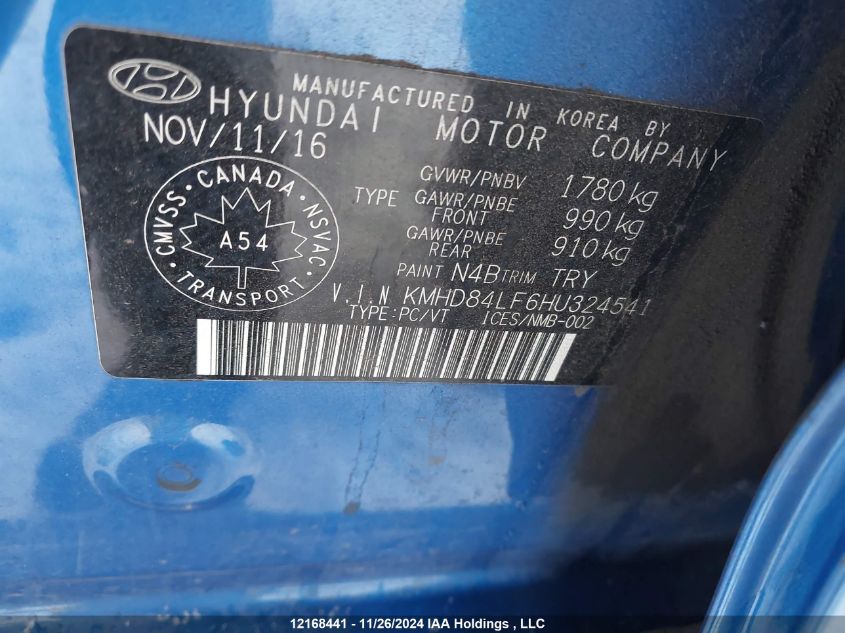 MANUFACTURED IN KOREA BY
HYUNDAI MOTOR COMPANY
NOV/11/16
CMVSS · CANADA · NSVAC · TRANSPORT ·
A54
GVWR/PNBV 1780 kg
TYPE GAWR/PNBE FRONT 990 kg
GAWR/PNBE REAR 910 kg
PAINT N4B TRIM TRY
V.I.N KMHD84LF6HU324541
TYPE:PC/VT ICES/NMB-002
12168441 - 11/26/2024 IAA Holdings , LLC